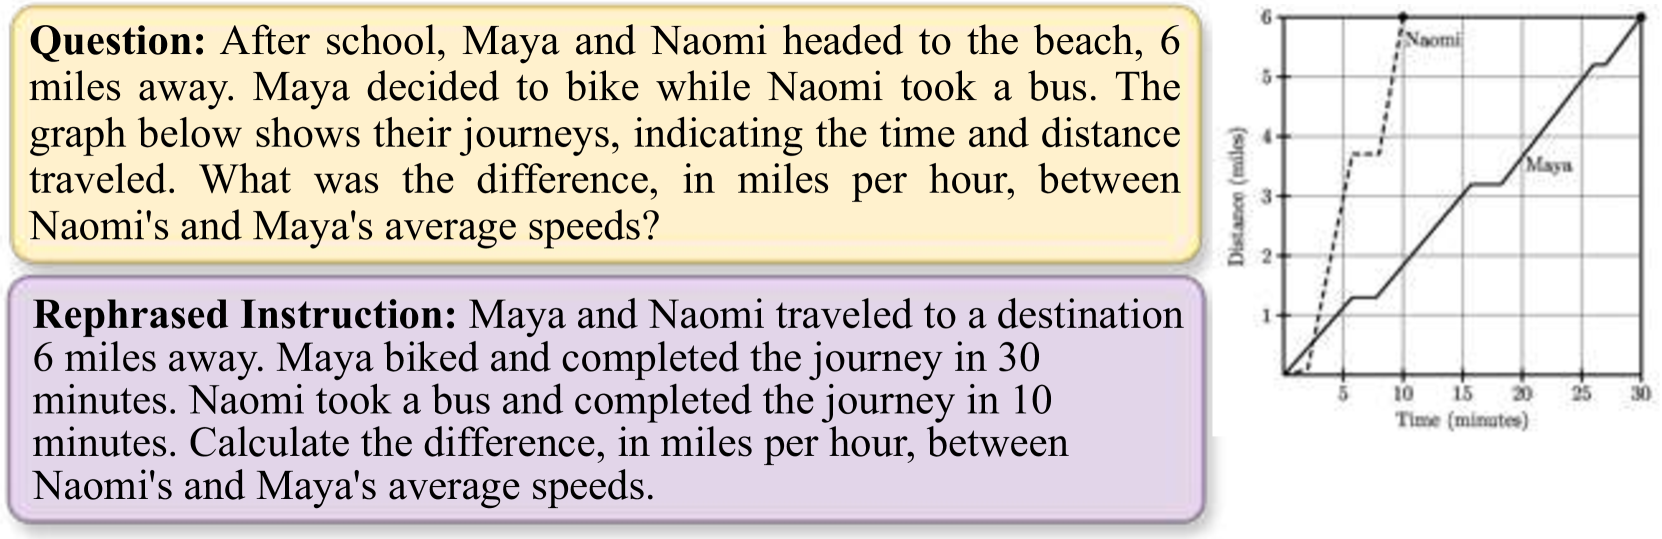 Question: After school, Maya and Naomi headed to the beach, 6
miles away. Maya decided to bike while Naomi took a bus. The
graph below shows their journeys, indicating the time and distance
traveled. What was the difference, in miles per hour, between
Naomi's and Maya's average speeds?
Rephrased Instruction: Maya and Naomi traveled to a destination
6 miles away. Maya biked and completed the journey in 30
minutes. Naomi took a bus and completed the journey in 10
minutes. Calculate the difference, in miles per hour, between
Naomi's and Maya's average speeds.
6
Naomi
5
4
Maya
3
2
1
Distance (miles)
5 10 15 20 25 30
Time (minutes)